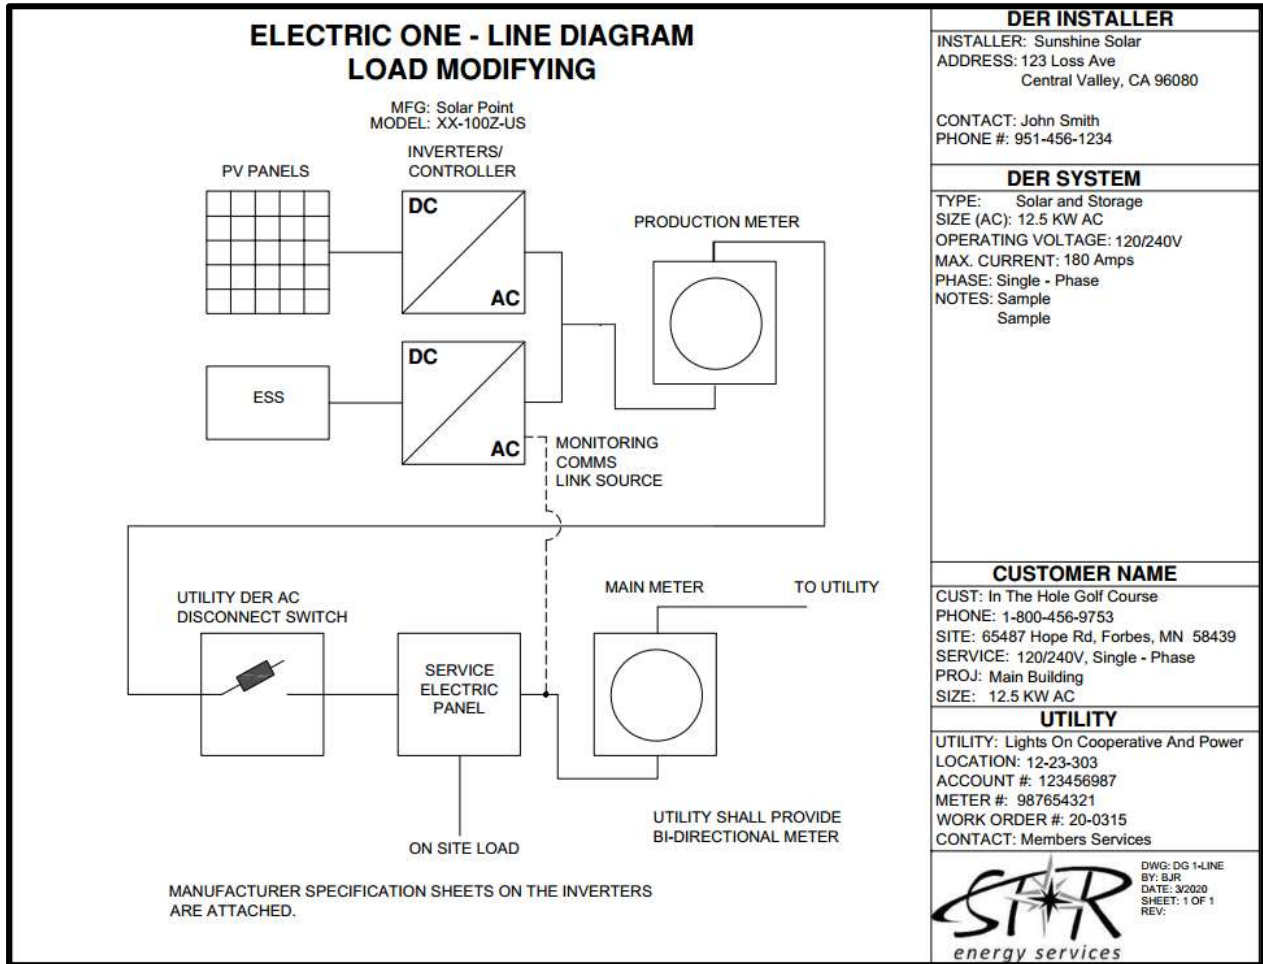 ELECTRIC ONE - LINE DIAGRAM
LOAD MODIFYING
MFG: Solar Point
MODEL: XX-100Z-US
INVERTERS/
CONTROLLER
PV PANELS
DC
AC
PRODUCTION METER
ESS
DC
AC
MONITORING
COMMS
LINK SOURCE
UTILITY DER AC
DISCONNECT SWITCH
SERVICE
ELECTRIC
PANEL
MAIN METER
TO UTILITY
ON SITE LOAD
UTILITY SHALL PROVIDE
BI-DIRECTIONAL METER
MANUFACTURER SPECIFICATION SHEETS ON THE INVERTERS
ARE ATTACHED.
DER INSTALLER
INSTALLER: Sunshine Solar
ADDRESS: 123 Loss Ave
Central Valley, CA 96080
CONTACT: John Smith
PHONE #: 951-456-1234
DER SYSTEM
TYPE: Solar and Storage
SIZE (AC): 12.5 KW AC
OPERATING VOLTAGE: 120/240V
MAX. CURRENT: 180 Amps
PHASE: Single - Phase
NOTES: Sample
Sample
CUSTOMER NAME
CUST: In The Hole Golf Course
PHONE: 1-800-456-9753
SITE: 65487 Hope Rd, Forbes, MN 58439
SERVICE: 120/240V, Single - Phase
PROJ: Main Building
SIZE: 12.5 KW AC
UTILITY
UTILITY: Lights On Cooperative And Power
LOCATION: 12-23-303
ACCOUNT #: 123456987
METER #: 987654321
WORK ORDER #: 20-0315
CONTACT: Members Services
STAR
energy services
DWG: DG 1-LINE
BY: BJR
DATE: 3/2020
SHEET: 1 OF 1
REV: